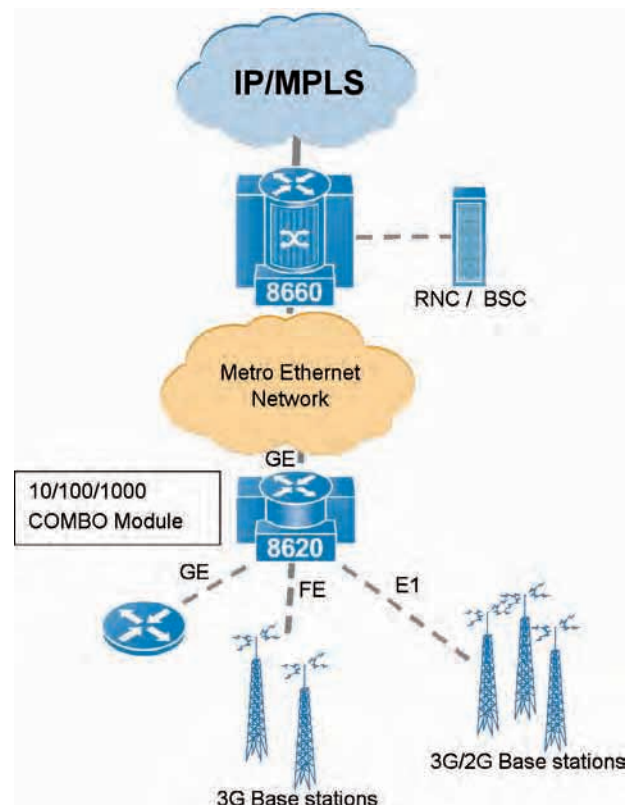 IP/MPLS
8660
RNC / BSC
Metro Ethernet
Network
GE
10/100/1000
COMBO Module
8620
GE
FE
E1
3G/2G Base stations
3G Base stations